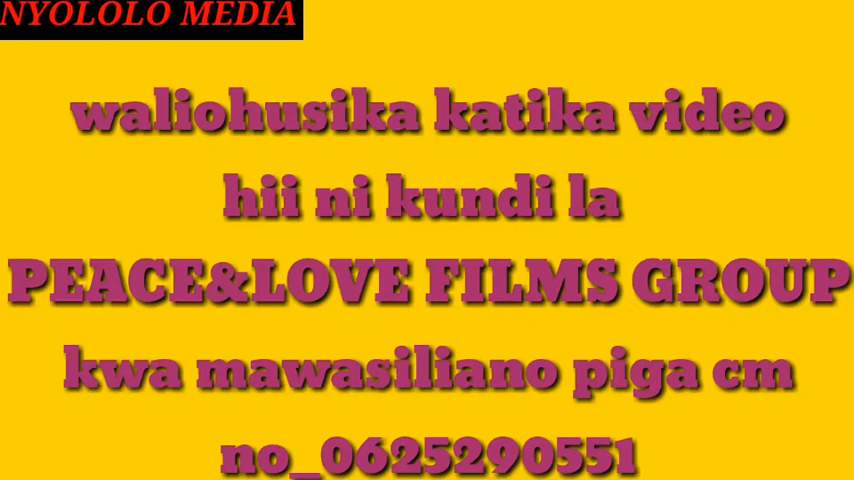 NYOLOLO MEDIA
waliohusika katika video
hii ni kundi la
PEACE&LOVE FILMS GROUP
kwa mawasiliano piga cm
no_0625290551